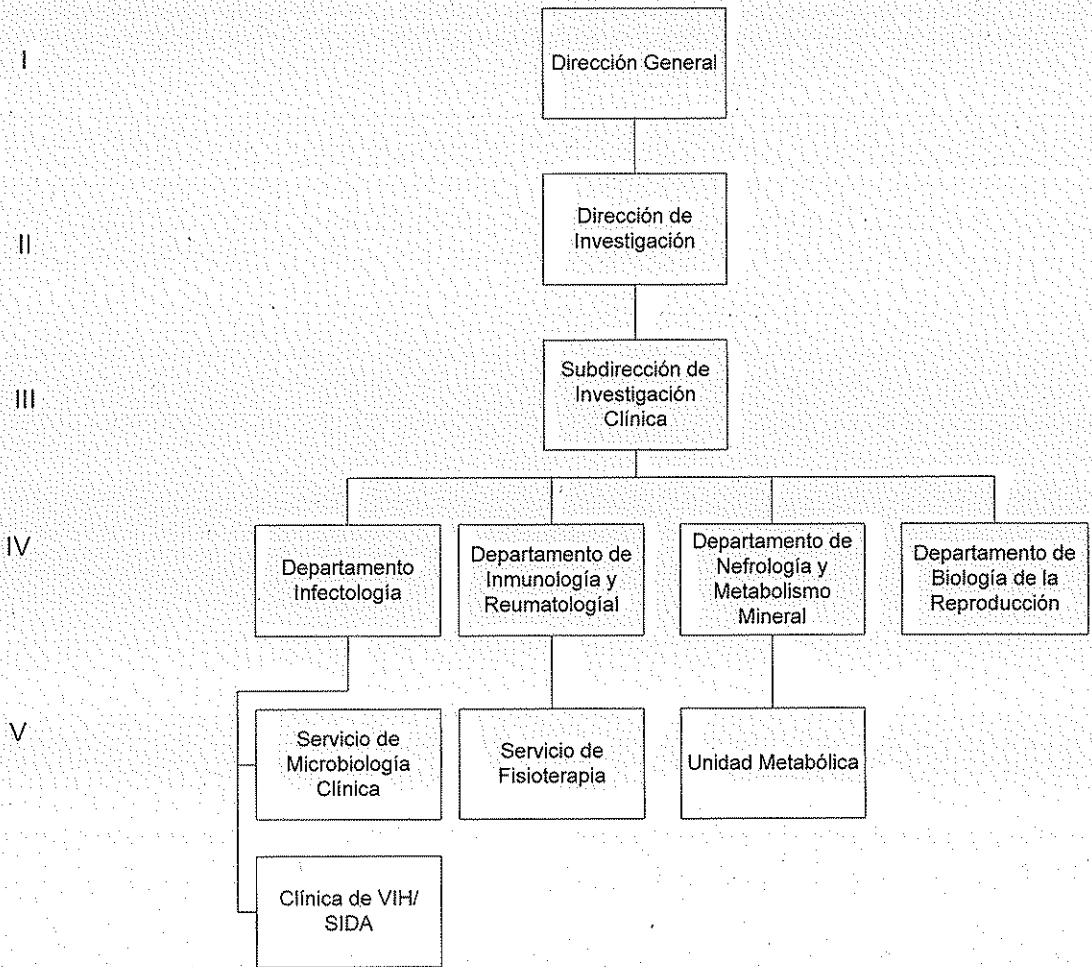 I
Dirección General
II
Dirección de
Investigación
III
Subdirección de
Investigación
Clínica
IV
Departamento
Infectología
Departamento de
Inmunología y
Reumatologíal
Departamento de
Nefrología y
Metabolismo
Mineral
Departamento de
Biología de la
Reproducción
V
Servicio de
Microbiología
Clínica
Servicio de
Fisioterapia
Unidad Metabólica
Clínica de VIH/
SIDA